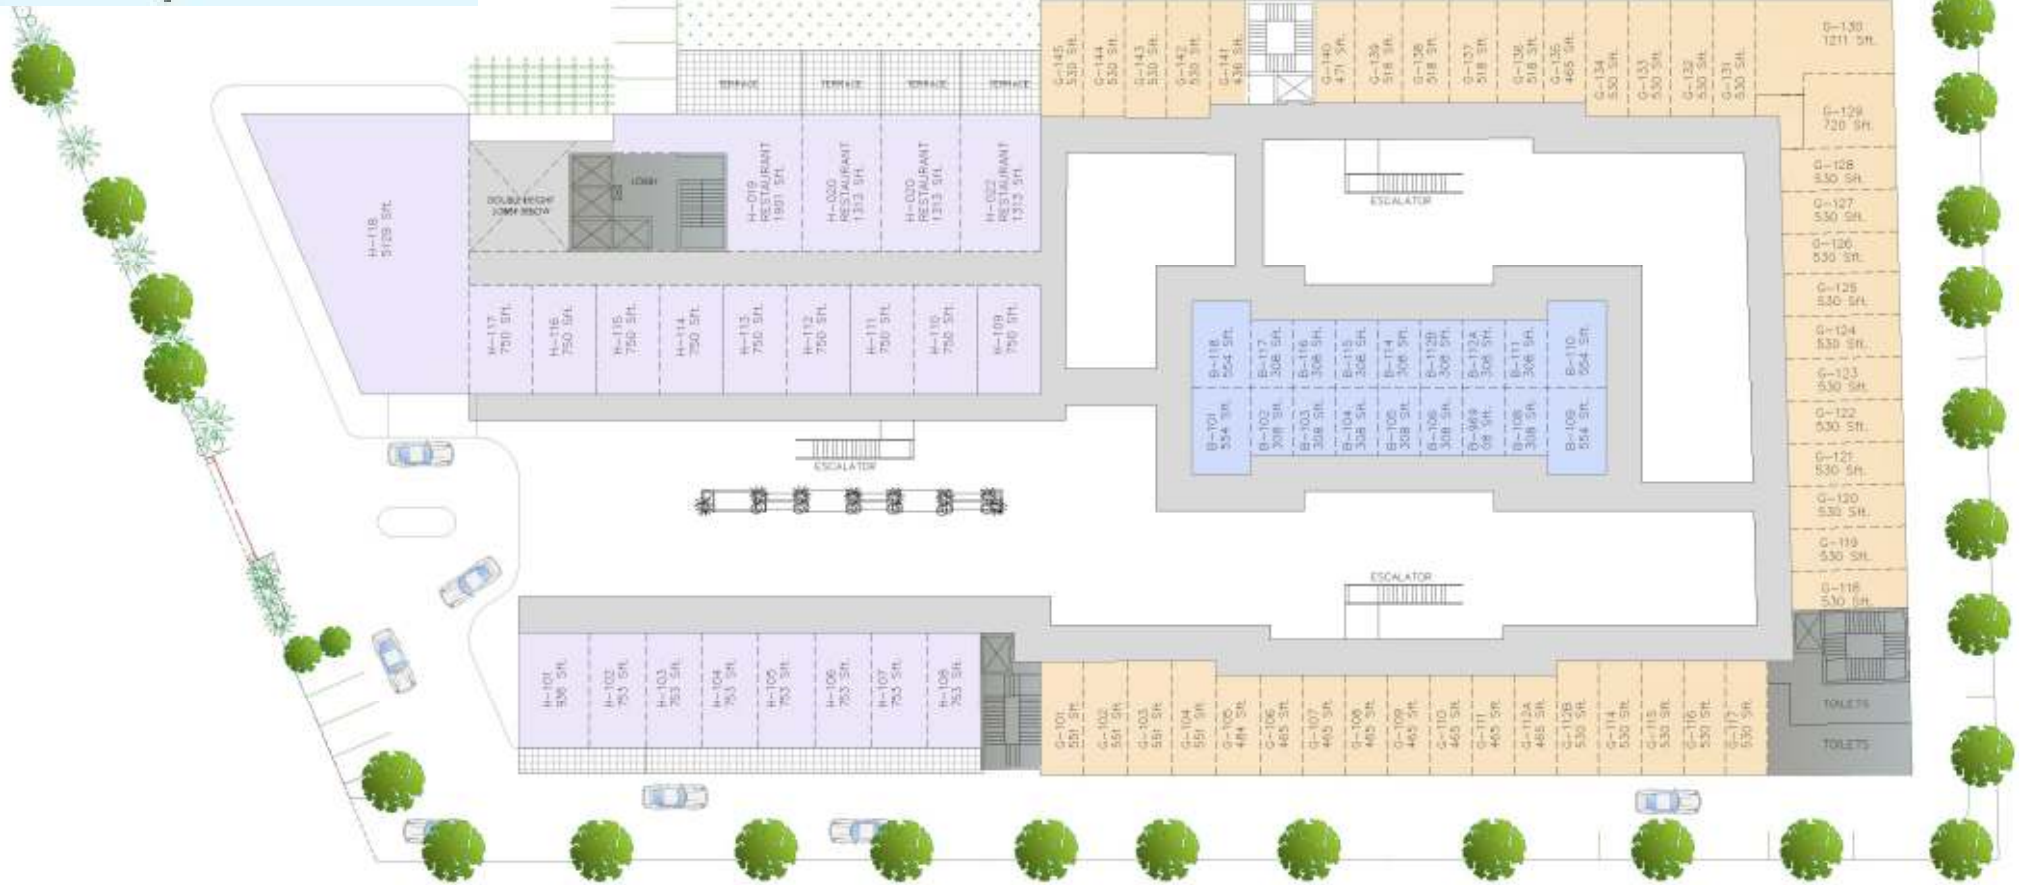 G-145
530 Sft.
G-144
530 Sft.
G-143
530 Sft.
G-142
530 Sft.
G-141
436 Sft.
G-140
471 Sft.
G-139
518 Sft.
G-138
518 Sft.
G-137
518 Sft.
G-136
518 Sft.
G-135
465 Sft.
G-134
530 Sft.
G-133
530 Sft.
G-132
530 Sft.
G-131
530 Sft.
G-130
1211 Sft.
G-129
720 Sft.
G-128
530 Sft.
G-127
530 Sft.
G-126
530 Sft.
G-125
530 Sft.
G-124
530 Sft.
G-123
530 Sft.
G-122
530 Sft.
G-121
530 Sft.
G-120
530 Sft.
G-119
530 Sft.
G-118
530 Sft.
TERRACE
TERRACE
TERRACE
TERRACE
H-118
5129 Sft.
DOUBLE HEIGHT
LOBBY BELOW
LOBBY
H-019
RESTAURANT
1901 Sft.
H-020
RESTAURANT
1313 Sft.
H-020
RESTAURANT
1313 Sft.
H-022
RESTAURANT
1313 Sft.
ESCALATOR
H-117
750 Sft.
H-116
750 Sft.
H-115
750 Sft.
H-114
750 Sft.
H-113
750 Sft.
H-112
750 Sft.
H-111
750 Sft.
H-110
750 Sft.
H-109
750 Sft.
B-118
554 Sft.
B-117
308 Sft.
B-116
308 Sft.
B-115
308 Sft.
B-114
308 Sft.
B-112B
308 Sft.
B-112A
308 Sft.
B-111
308 Sft.
B-110
554 Sft.
B-101
554 Sft.
B-102
308 Sft.
B-103
308 Sft.
B-104
308 Sft.
B-105
308 Sft.
B-106
308 Sft.
08 Sft.
B-108
308 Sft.
B-109
554 Sft.
ESCALATOR
ESCALATOR
H-101
936 Sft.
H-102
753 Sft.
H-103
753 Sft.
H-104
753 Sft.
H-105
753 Sft.
H-106
753 Sft.
H-107
753 Sft.
H-108
753 Sft.
G-101
551 Sft.
G-102
551 Sft.
G-103
551 Sft.
G-104
551 Sft.
G-105
484 Sft.
G-106
465 Sft.
G-107
465 Sft.
G-108
465 Sft.
G-109
465 Sft.
G-110
465 Sft.
G-111
465 Sft.
G-112A
465 Sft.
G-112B
530 Sft.
G-114
530 Sft.
G-115
530 Sft.
G-116
530 Sft.
G-117
530 Sft.
TOILETS
TOILETS